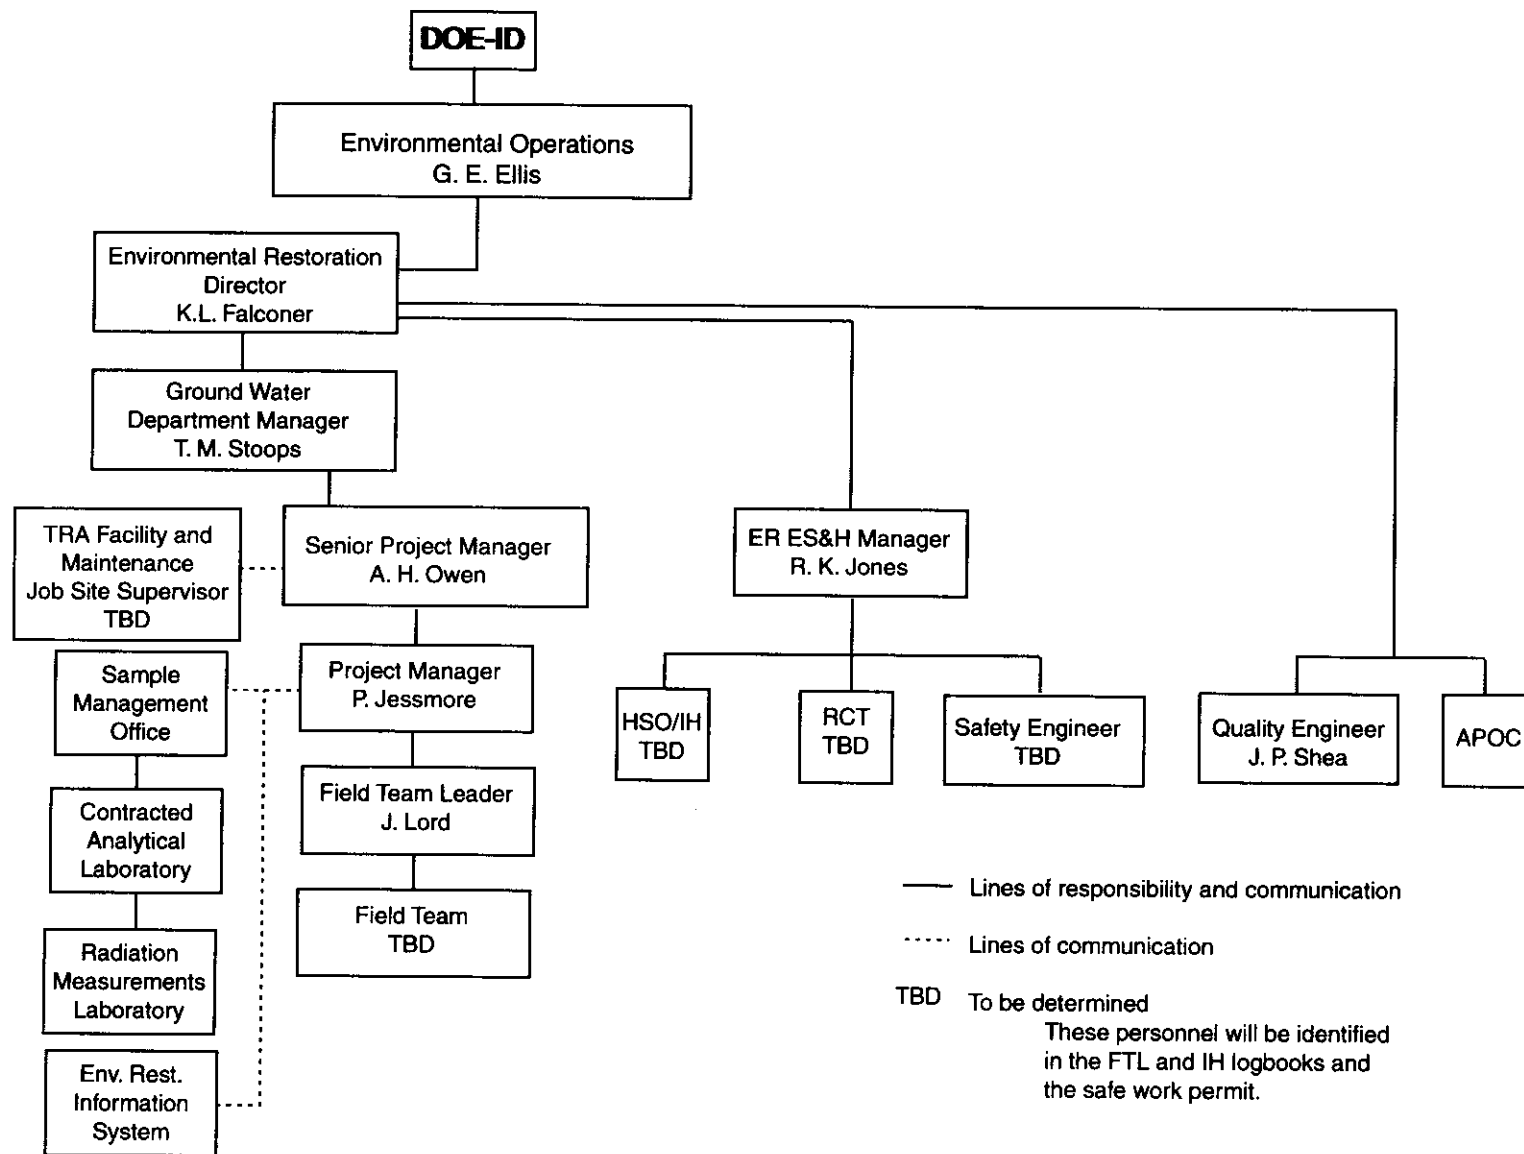 DOE-ID
Environmental Operations
G. E. Ellis
Environmental Restoration
Director
K.L. Falconer
Ground Water
Department Manager
T. M. Stoops
TRA Facility and
Maintenance
Job Site Supervisor
TBD
Senior Project Manager
A. H. Owen
ER ES&H Manager
R. K. Jones
Sample
Management
Office
Project Manager
P. Jessmore
HSO/IH
TBD
RCT
TBD
Safety Engineer
TBD
Quality Engineer
J. P. Shea
APOC
Contracted
Analytical
Laboratory
Field Team Leader
J. Lord
Field Team
TBD
Radiation
Measurements
Laboratory
Env. Rest.
Information
System
Lines of responsibility and communication
Lines of communication
TBD To be determined
These personnel will be identified
in the FTL and IH logbooks and
the safe work permit.